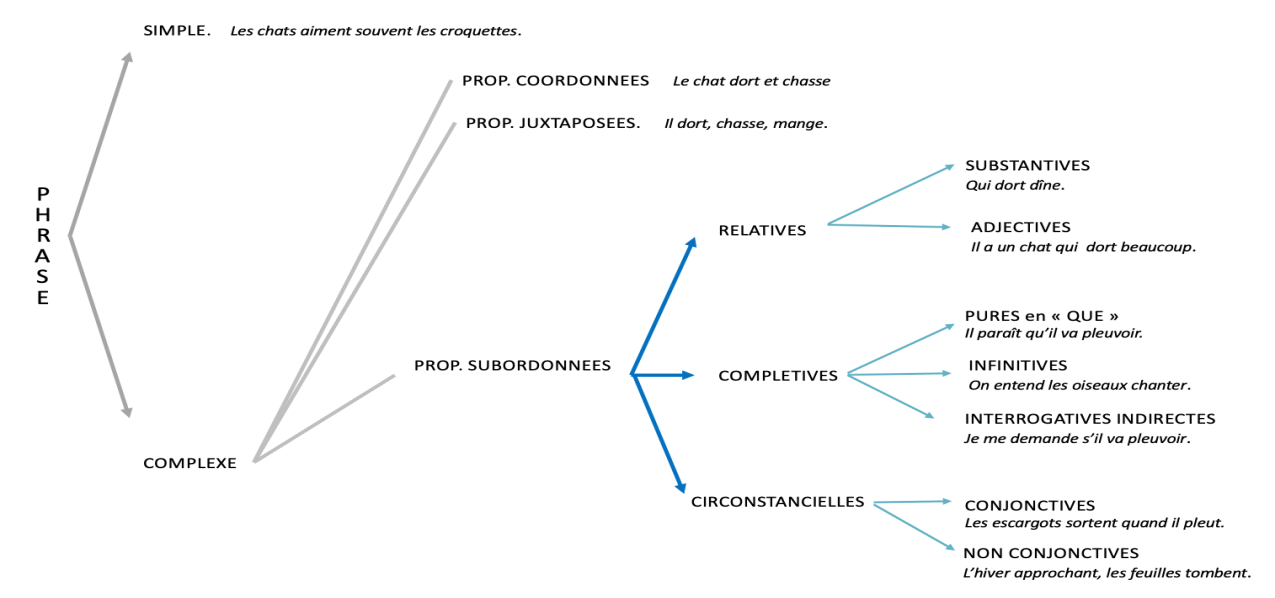 SIMPLE. Les chats aiment souvent les croquettes.
PROP. COORDONNEES Le chat dort et chasse
PROP. JUXTAPOSEES. Il dort, chasse, mange.
PHRASE
SUBSTANTIVES
Qui dort dîne.
RELATIVES
ADJECTIVES
Il a un chat qui dort beaucoup.
PURES en « QUE »
Il paraît qu'il va pleuvoir.
PROP. SUBORDONNEES
COMPLETIVES
INFINITIVES
On entend les oiseaux chanter.
INTERROGATIVES INDIRECTES
Je me demande s'il va pleuvoir.
COMPLEXE
CIRCONSTANCIELLES
CONJONCTIVES
Les escargots sortent quand il pleut.
NON CONJONCTIVES
L'hiver approchant, les feuilles tombent.